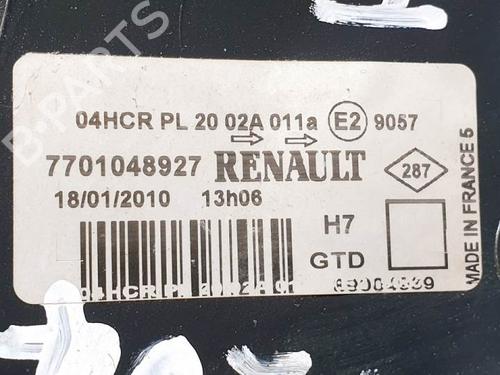 04HCR PL 20 02A 011a E2 9057
7701048927 RENAULT
287
18/01/2010 13h06
H7
GTD
MADE IN FRANCE 5
B-PARTS